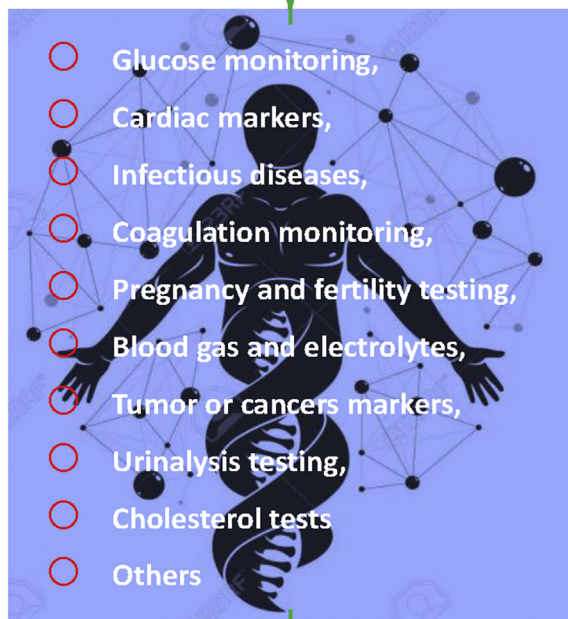 Glucose monitoring,
Cardiac markers,
Infectious diseases,
Coagulation monitoring,
Pregnancy and fertility testing,
Blood gas and electrolytes,
Tumor or cancers markers,
Urinalysis testing,
Cholesterol tests
Others